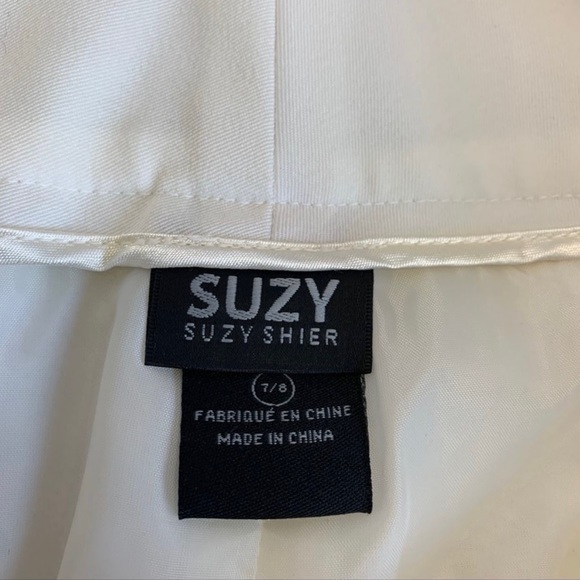 SUZY
SUZY SHIER
7/8
FABRIQUÉ EN CHINE
MADE IN CHINA